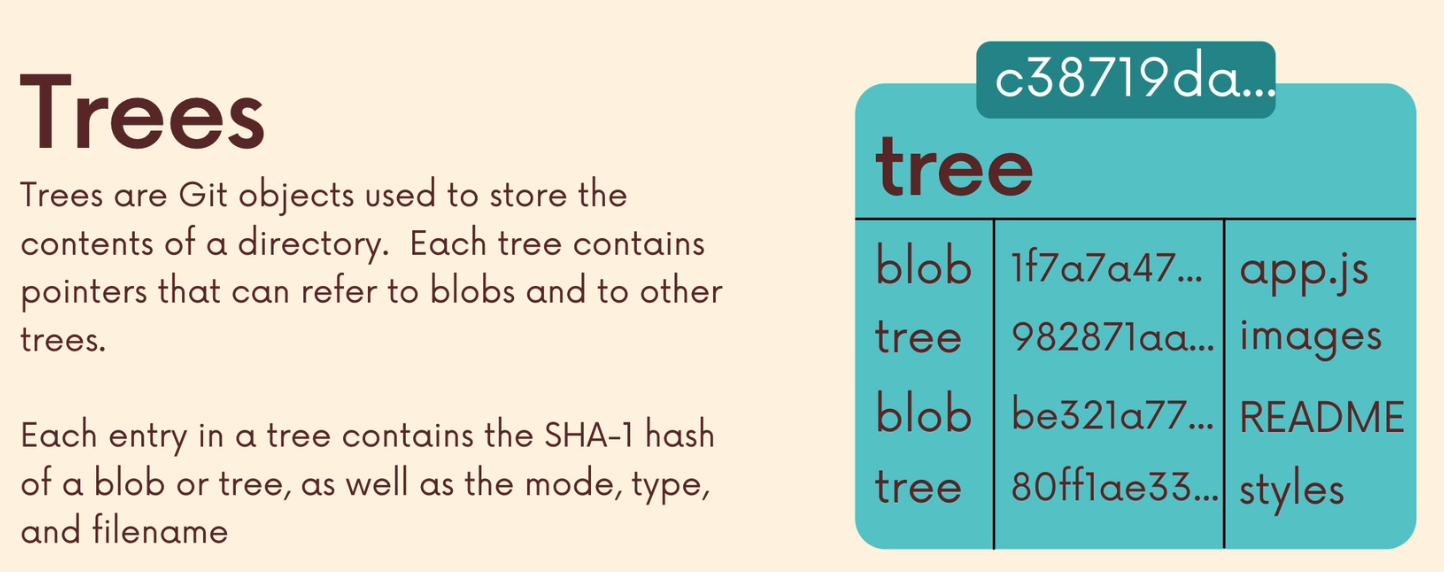 Trees
Trees are Git objects used to store the
contents of a directory.  Each tree contains
pointers that can refer to blobs and to other
trees.
Each entry in a tree contains the SHA-1 hash
of a blob or tree, as well as the mode, type,
and filename
c38719da...
tree
blob 1f7a7a47... app.js
tree 982871aa... images
blob be321a77... README
tree 80ff1ae33... styles